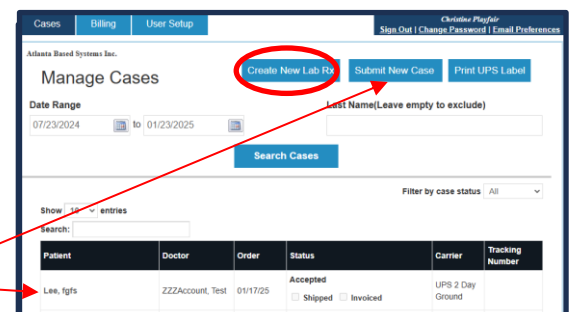 Cases Billing User Setup
Christine Playfair
Sign Out | Change Password | Email Preferences
Atlanta Based Systems Inc.
Manage Cases
Create New Lab Rx Submit New Case Print UPS Label
Date Range
Last Name(Leave empty to exclude)
07/23/2024 to 01/23/2025
Search Cases
Filter by case status All
Show 10 entries
Search:
Patient Doctor Order Status Carrier Tracking Number
Lee, fgfs ZZZAccount, Test 01/17/25 Accepted UPS 2 Day Ground
Shipped Invoiced